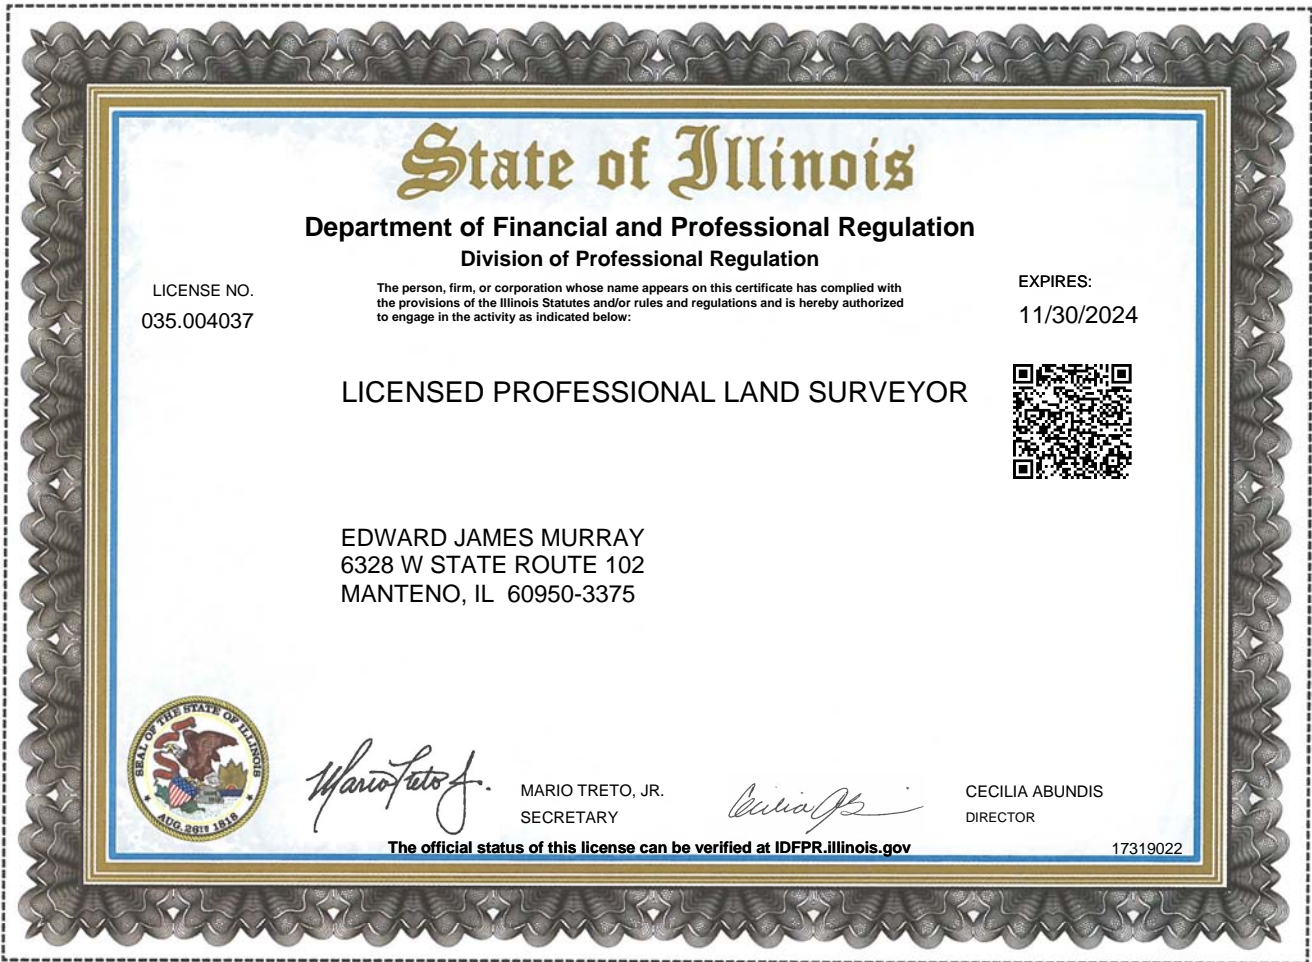 State of Illinois
Department of Financial and Professional Regulation
Division of Professional Regulation
LICENSE NO.
035.004037
The person, firm, or corporation whose name appears on this certificate has complied with
the provisions of the Illinois Statutes and/or rules and regulations and is hereby authorized
to engage in the activity as indicated below:
EXPIRES:
11/30/2024
LICENSED PROFESSIONAL LAND SURVEYOR
EDWARD JAMES MURRAY
6328 W STATE ROUTE 102
MANTENO, IL  60950-3375
SEAL OF THE STATE OF ILLINOIS
AUG. 26TH 1818
Mario Treto Jr.
MARIO TRETO, JR.
SECRETARY
Cecilia
CECILIA ABUNDIS
DIRECTOR
The official status of this license can be verified at IDFPR.illinois.gov
17319022